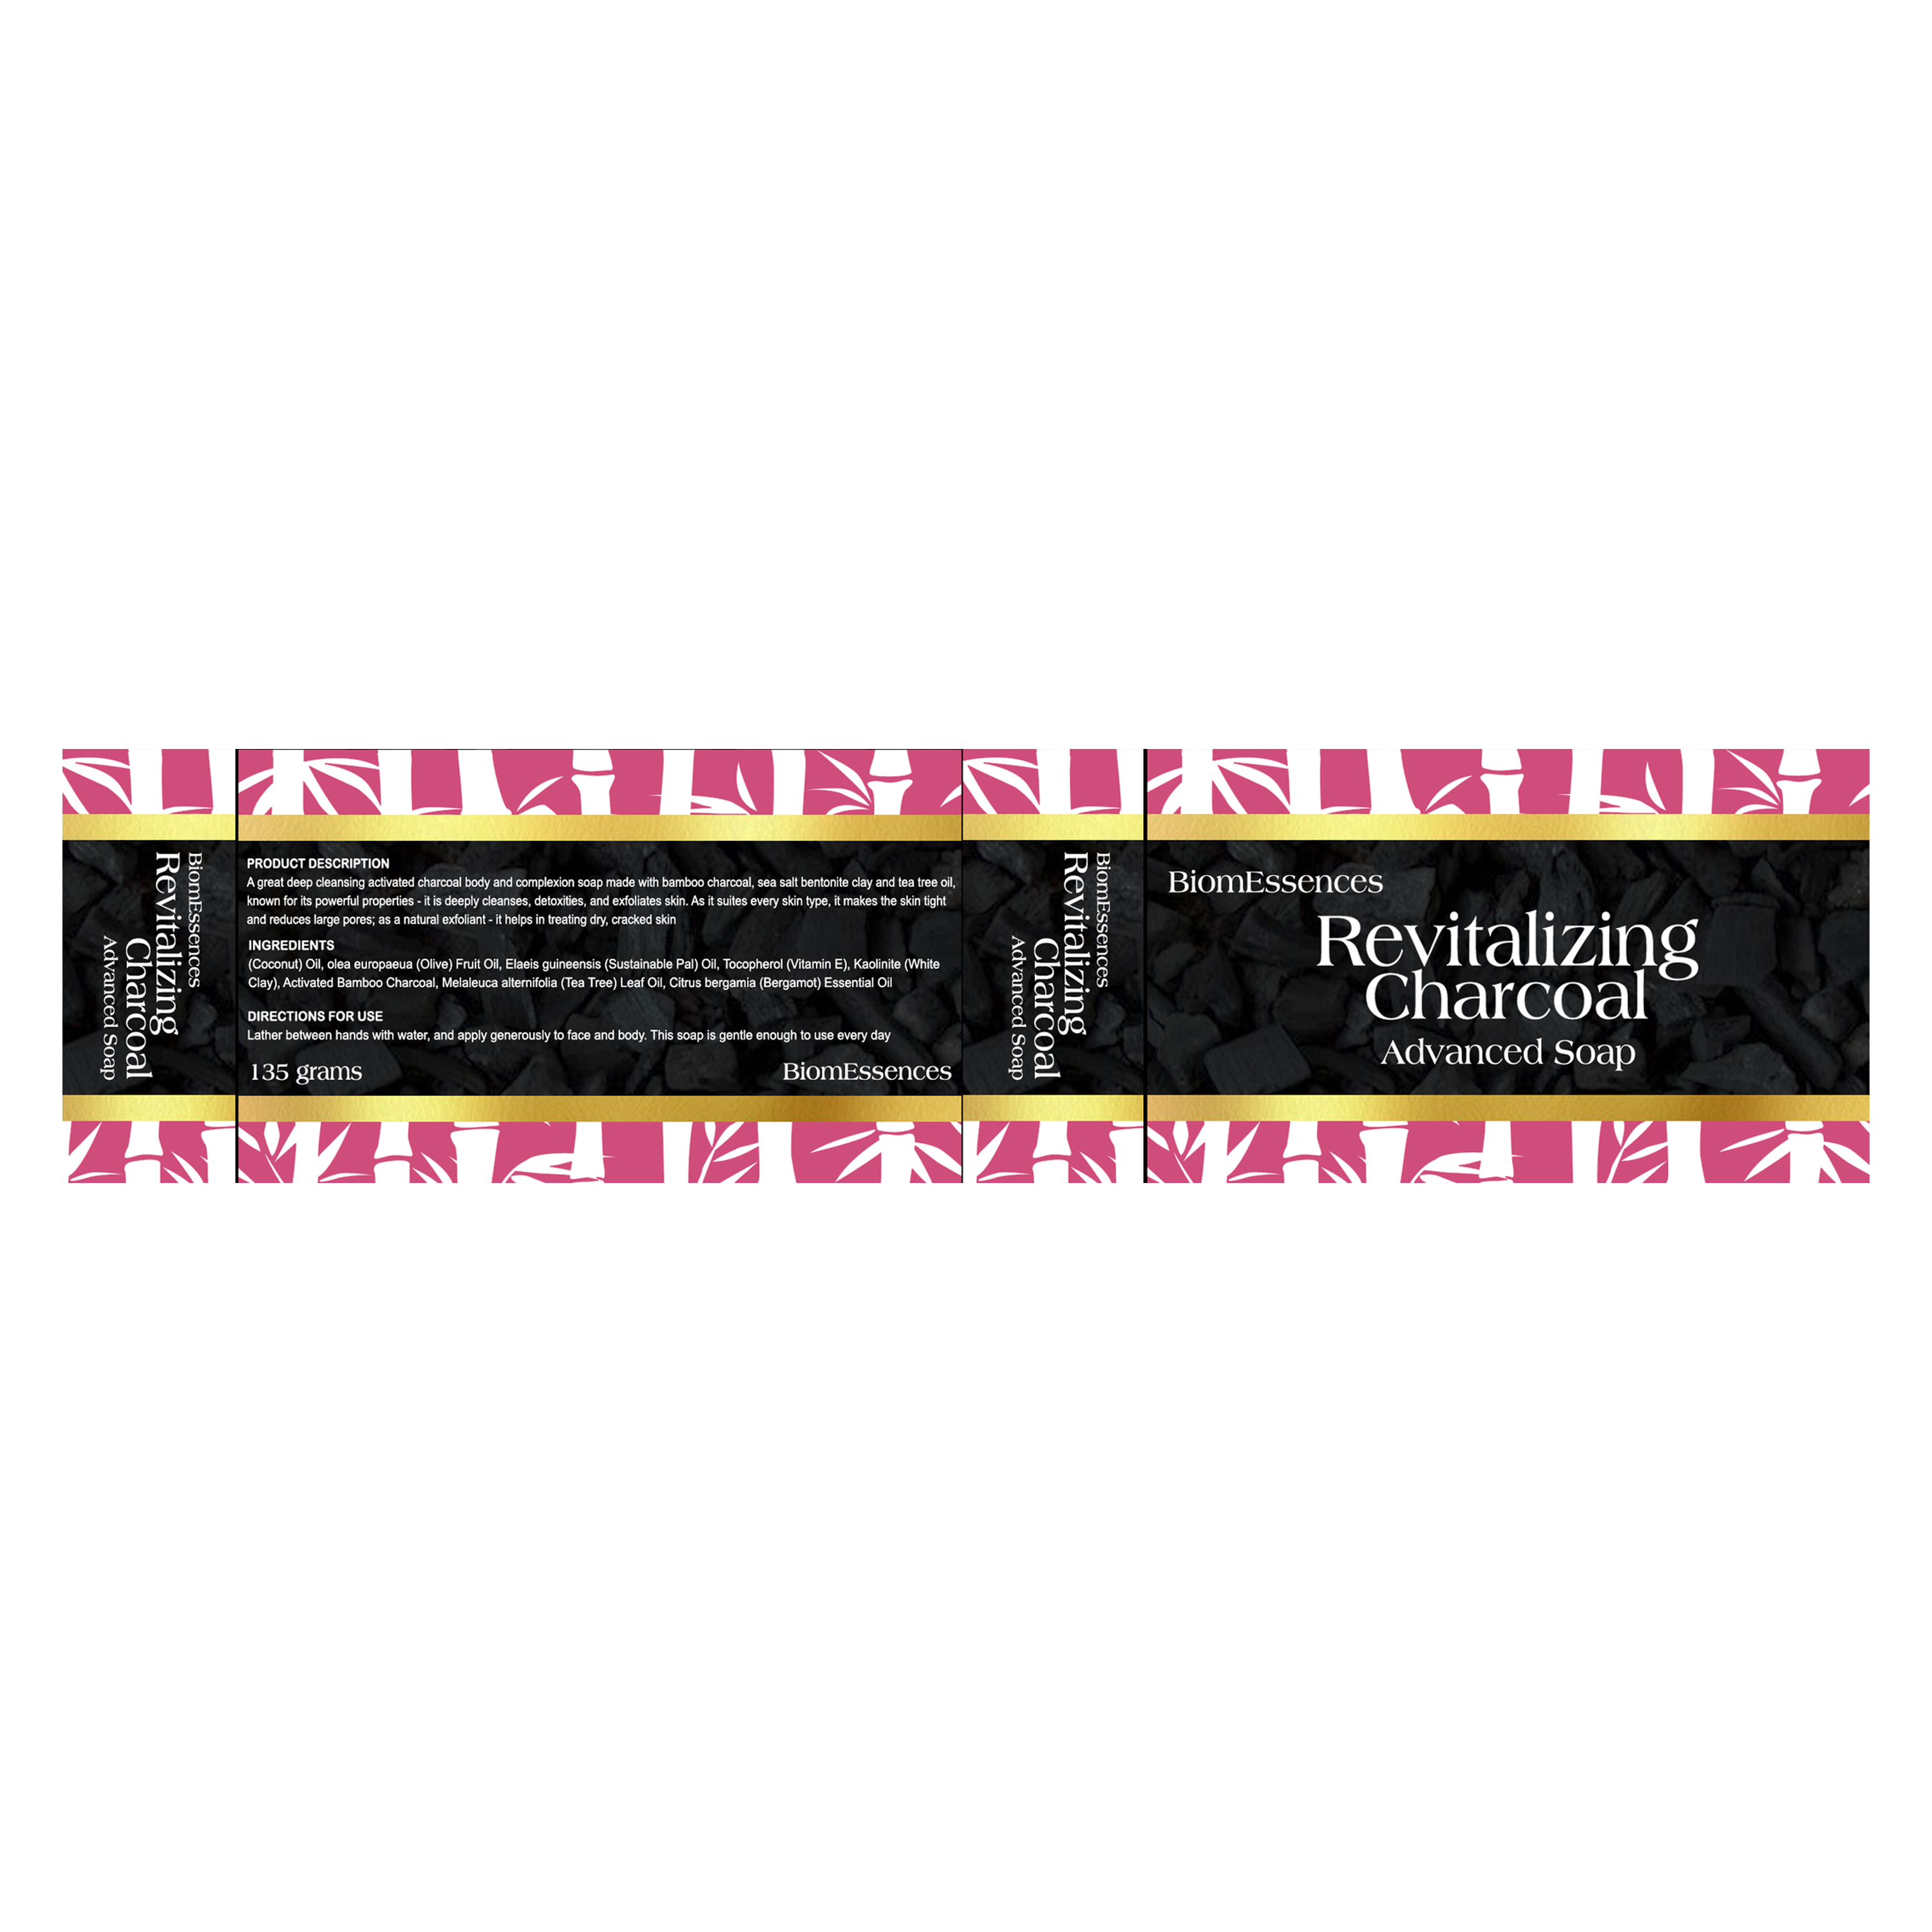 BiomEssences
Revitalizing
Charcoal
Advanced Soap
PRODUCT DESCRIPTION
A great deep cleansing activated charcoal body and complexion soap made with bamboo charcoal, sea salt bentonite clay and tea tree oil,
known for its powerful properties - it is deeply cleanses, detoxities, and exfoliates skin. As it suites every skin type, it makes the skin tight
and reduces large pores; as a natural exfoliant - it helps in treating dry, cracked skin
INGREDIENTS
(Coconut) Oil, olea europaeua (Olive) Fruit Oil, Elaeis guineensis (Sustainable Pal) Oil, Tocopherol (Vitamin E), Kaolinite (White
Clay), Activated Bamboo Charcoal, Melaleuca alternifolia (Tea Tree) Leaf Oil, Citrus bergamia (Bergamot) Essential Oil
DIRECTIONS FOR USE
Lather between hands with water, and apply generously to face and body. This soap is gentle enough to use every day
135 grams
BiomEssences
BiomEssences
Revitalizing
Charcoal
Advanced Soap
BiomEssences
Revitalizing
Charcoal
Advanced Soap